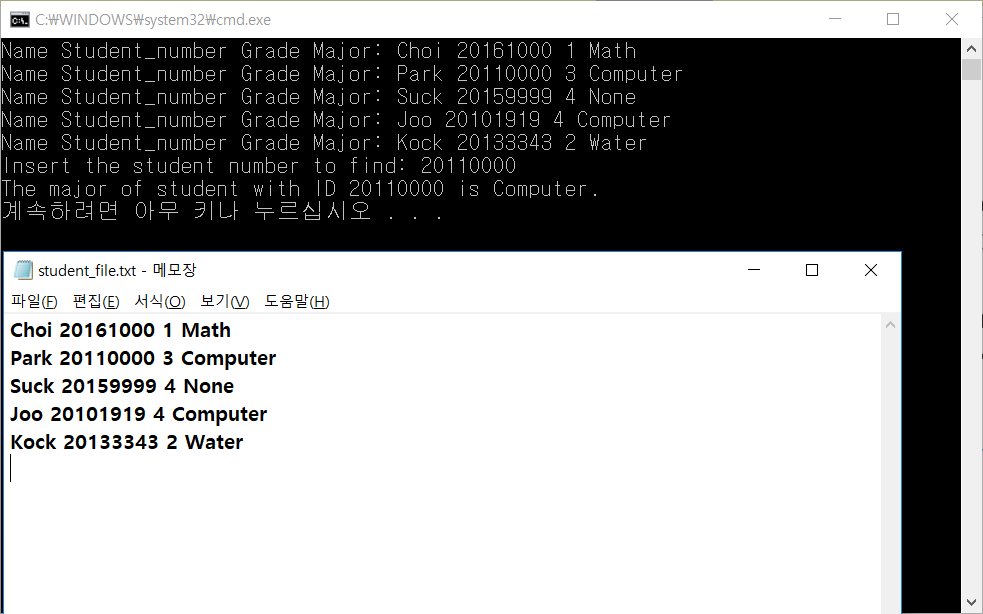 C:₩WINDOWS₩system32₩cmd.exe
Name Student_number Grade Major: Choi 20161000 1 Math
Name Student_number Grade Major: Park 20110000 3 Computer
Name Student_number Grade Major: Suck 20159999 4 None
Name Student_number Grade Major: Joo 20101919 4 Computer
Name Student_number Grade Major: Kock 20133343 2 Water
Insert the student number to find: 20110000
The major of student with ID 20110000 is Computer.
계속하려면 아무 키나 누르십시오 . . .
student_file.txt - 메모장
파일(F) 편집(E) 서식(O) 보기(V) 도움말(H)
Choi 20161000 1 Math
Park 20110000 3 Computer
Suck 20159999 4 None
Joo 20101919 4 Computer
Kock 20133343 2 Water